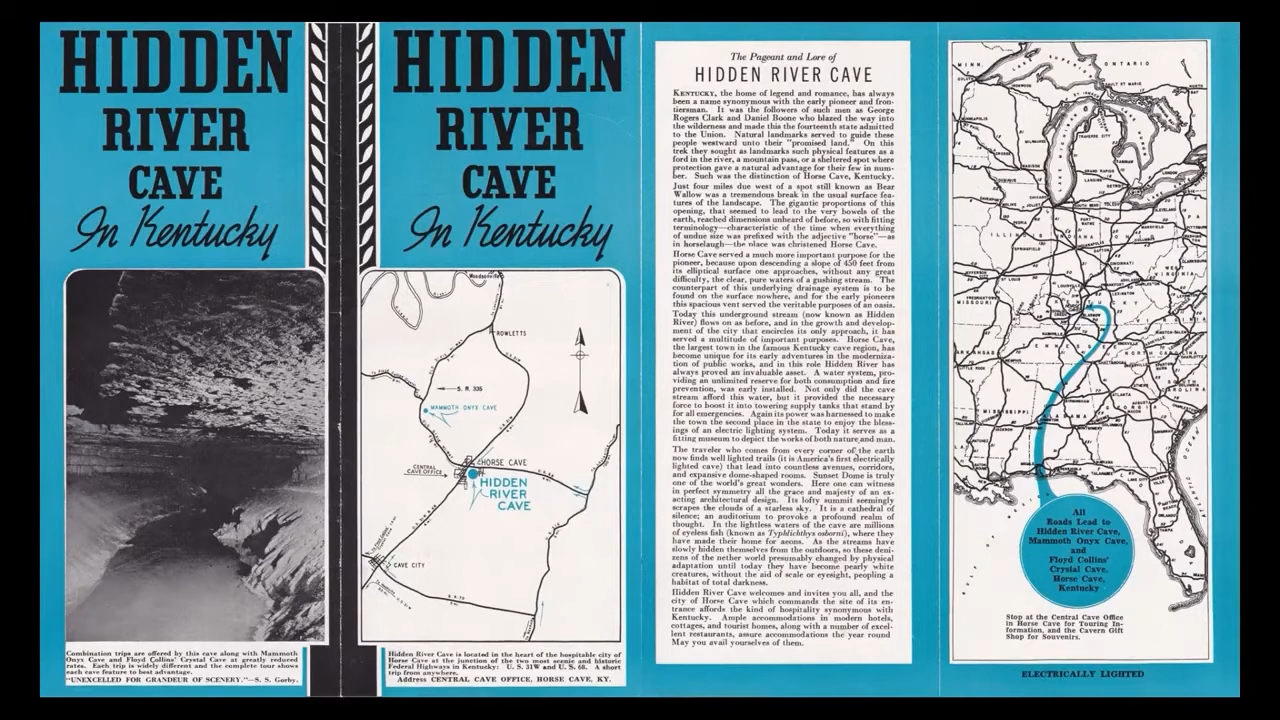 HIDDEN
RIVER
CAVE
In Kentucky
Combination trips are offered by this cave along with Mammoth
Onyx Cave and Floyd Collins' Crystal Cave at greatly reduced
rates. Each trip is widely different and the complete tour shows
each cave feature to best advantage.
"UNEXCELLED FOR GRANDEUR OF SCENERY."—S. S. Gorby.
HIDDEN
RIVER
CAVE
In Kentucky
Woodsonville
ROWLETTS
S. R. 335
MAMMOTH ONYX CAVE
CENTRAL
CAVE OFFICE
HORSE CAVE
HIDDEN
RIVER
CAVE
CAVE CITY
Hidden River Cave is located in the heart of the hospitable city of
Horse Cave at the junction of the two most scenic and historic
Federal Highways in Kentucky: U. S. 31W and U. S. 68. A short
trip from anywhere.
Address CENTRAL CAVE OFFICE, HORSE CAVE, KY.
The Pageant and Lore of
HIDDEN RIVER CAVE
KENTUCKY, the home of legend and romance, has always
been a name synonymous with the early pioneer and fron-
tiersman. It was the followers of such men as George
Rogers Clark and Daniel Boone who blazed the way into
the wilderness and made this the fourteenth state admitted
to the Union. Natural landmarks served to guide these
people westward unto their "promised land." On this
trek they sought as landmarks such physical features as a
ford in the river, a mountain pass, or a sheltered spot where
protection gave a natural advantage for their few in num-
ber. Such was the distinction of Horse Cave, Kentucky.
Just four miles due west of a spot still known as Bear
Wallow was a tremendous break in the usual surface fea-
tures of the landscape. The gigantic proportions of this
opening, that seemed to lead to the very bowels of the
earth, reached dimensions unheard of before, so with fitting
terminology—characteristic of the time when everything
of undue size was prefixed with the adjective "horse"—as
in horselaugh—the place was christened Horse Cave.
Horse Cave served a much more important purpose for the
pioneer, because upon descending a slope of 450 feet from
its elliptical surface one approaches, without any great
difficulty, the clear, pure waters of a gushing stream. The
counterpart of this underlying drainage system is to be
found on the surface nowhere, and for the early pioneers
this spacious vent served the veritable purposes of an oasis.
Today this underground stream (now known as Hidden
River) flows on as before, and in the growth and develop-
ment of the city that encircles its only approach, it has
served a multitude of important purposes. Horse Cave,
the largest town in the famous Kentucky cave region, has
become unique for its early adventures in the moderniza-
tion of public works, and in this role Hidden River has
always proved an invaluable asset. A water system, pro-
viding an unlimited reserve for both consumption and fire
prevention, was early installed. Not only did the cave
stream afford this water, but it provided the necessary
force to boost it into towering supply tanks that stand by
for all emergencies. Again its power was harnessed to make
the town the second place in the state to enjoy the bless-
ings of an electric lighting system. Today it serves as a
fitting museum to depict the works of both nature and man.
The traveler who comes from every corner of the earth
now finds well lighted trails (it is America's first electrically
lighted cave) that lead into countless avenues, corridors,
and expansive dome-shaped rooms. Sunset Dome is truly
one of the world's great wonders. Here one can witness
in perfect symmetry all the grace and majesty of an ex-
acting architectural design. Its lofty summit seemingly
scrapes the clouds of a starless sky. It is a cathedral of
silence; an auditorium to provoke a profound realm of
thought. In the lightless waters of the cave are millions
of eyeless fish (known as Typhlichthys osborni), where they
have made their home for aeons. As the streams have
slowly hidden themselves from the outdoors, so these deni-
zens of the nether world presumably changed by physical
adaptation until today they have become pearly white
creatures, without the aid of scale or eyesight, peopling a
habitat of total darkness.
Hidden River Cave welcomes and invites you all, and the
city of Horse Cave which commands the site of its en-
trance affords the kind of hospitality synonymous with
Kentucky. Ample accommodations in modern hotels,
cottages, and tourist homes, along with a number of excel-
lent restaurants, assure accommodations the year round
May you avail yourselves of them.
MINN.
ONTARIO
ILLINOIS
WEST
VIRGINIA
MISSOURI
MISSISSIPPI
SOUTH
CAROLINA
All
Roads Lead to
Hidden River Cave,
Mammoth Onyx Cave,
and
Floyd Collins'
Crystal Cave,
Horse Cave,
Kentucky
Stop at the Central Cave Office
in Horse Cave for Touring In-
formation, and the Cavern Gift
Shop for Souvenirs.
ELECTRICALLY LIGHTED